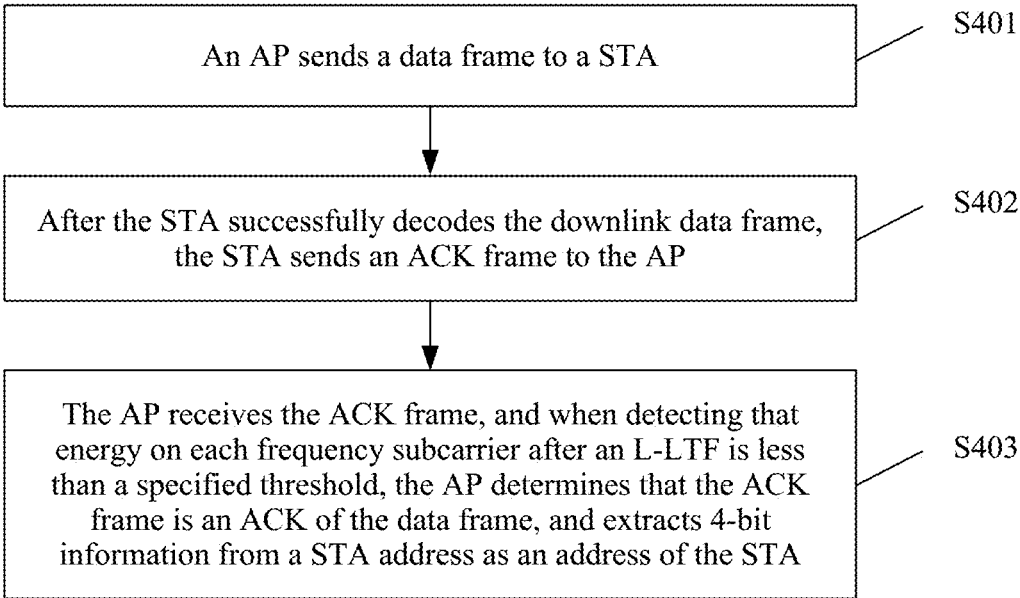 An AP sends a data frame to a STA
S401
After the STA successfully decodes the downlink data frame,
the STA sends an ACK frame to the AP
S402
The AP receives the ACK frame, and when detecting that
energy on each frequency subcarrier after an L-LTF is less
than a specified threshold, the AP determines that the ACK
frame is an ACK of the data frame, and extracts 4-bit
information from a STA address as an address of the STA
S403